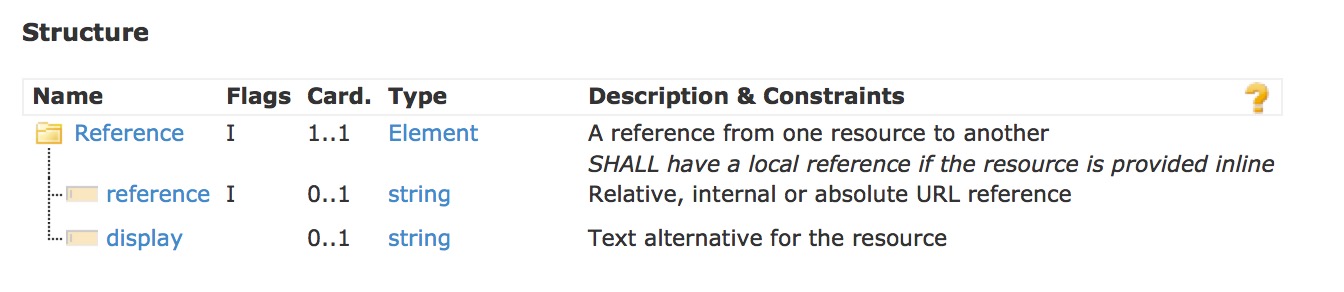 Structure
Name Flags Card. Type Description & Constraints ?
Reference I 1..1 Element A reference from one resource to another
SHALL have a local reference if the resource is provided inline
reference I 0..1 string Relative, internal or absolute URL reference
display 0..1 string Text alternative for the resource